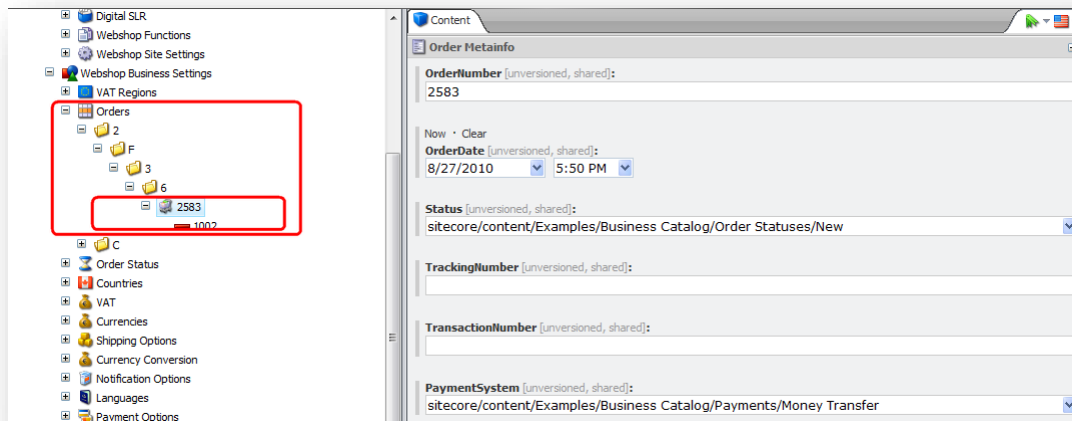 Digital SLR
Webshop Functions
Webshop Site Settings
Webshop Business Settings
VAT Regions
Orders
2
F
3
6
2583
1002
C
Order Status
Countries
VAT
Currencies
Shipping Options
Currency Conversion
Notification Options
Languages
Payment Options
Content
Order Metainfo
OrderNumber [unversioned, shared]:
2583
Now · Clear
OrderDate [unversioned, shared]:
8/27/2010 5:50 PM
Status [unversioned, shared]:
sitecore/content/Examples/Business Catalog/Order Statuses/New
TrackingNumber [unversioned, shared]:
TransactionNumber [unversioned, shared]:
PaymentSystem [unversioned, shared]:
sitecore/content/Examples/Business Catalog/Payments/Money Transfer